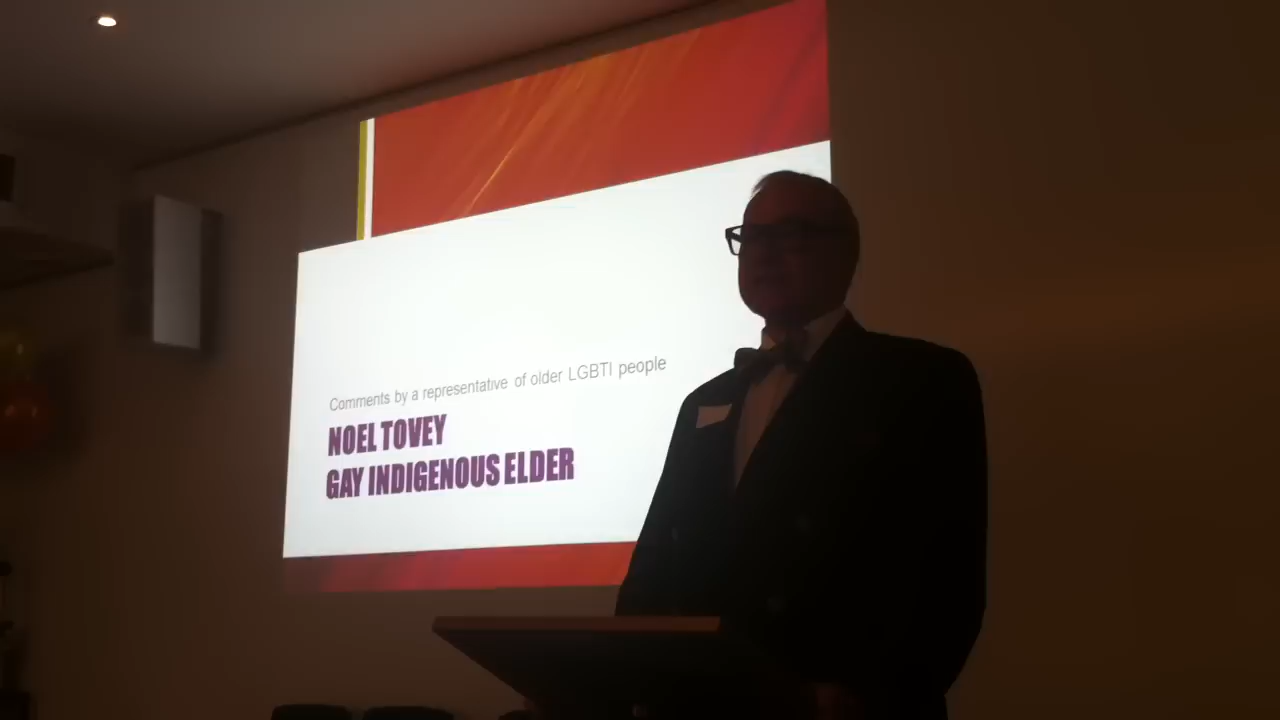 Comments by a representative of older LGBTI people
NOEL TOVEY
GAY INDIGENOUS ELDER